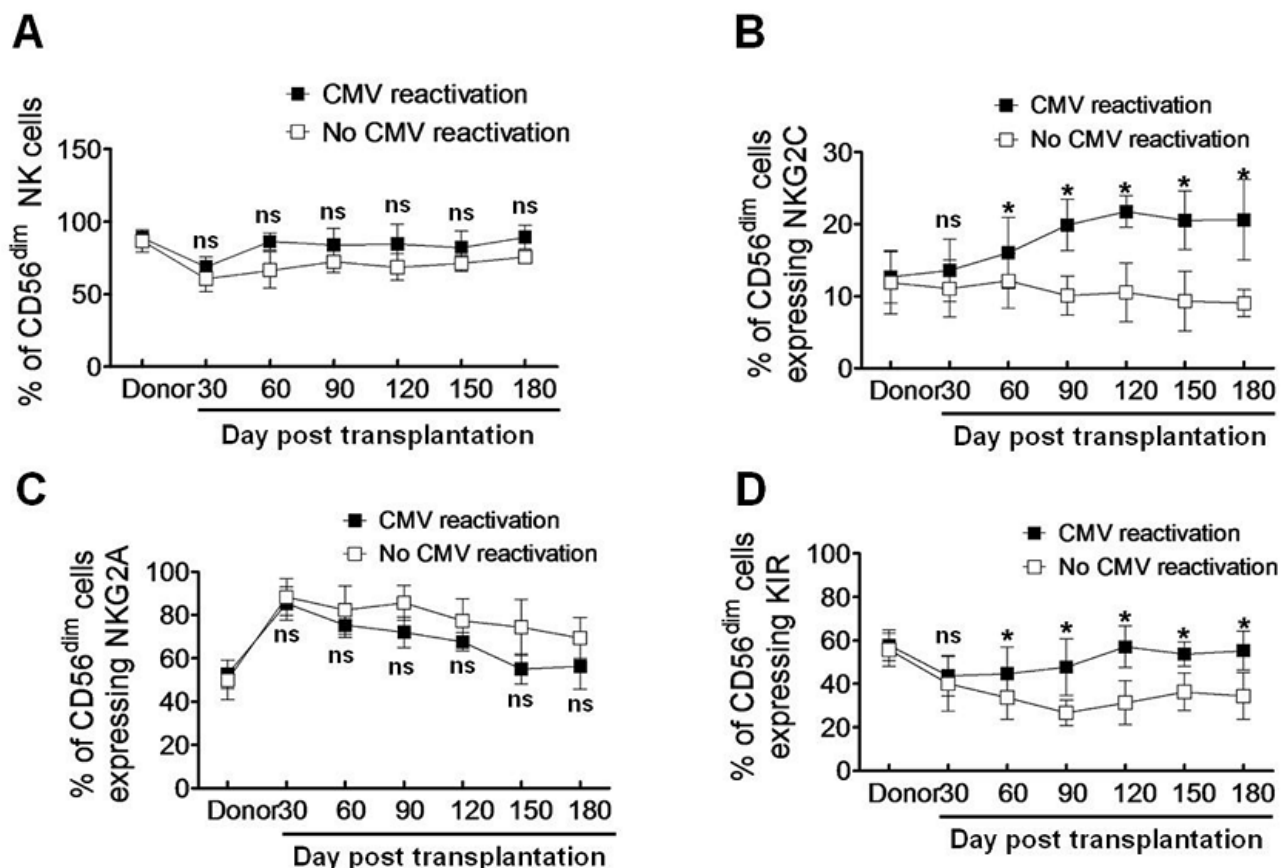 A
CMV reactivation
No CMV reactivation
% of CD56dim NK cells
150
100
50
0
ns ns ns ns ns ns
Donor 30 60 90 120 150 180
Day post transplantation
B
CMV reactivation
No CMV reactivation
% of CD56dim cells
expressing NKG2C
30
20
10
0
ns * * * * *
Donor 30 60 90 120 150 180
Day post transplantation
C
CMV reactivation
No CMV reactivation
% of CD56dim cells
expressing NKG2A
100
80
60
40
20
0
ns ns ns ns ns ns
Donor 30 60 90 120 150 180
Day post transplantation
D
CMV reactivation
No CMV reactivation
% of CD56dim cells
expressing KIR
100
80
60
40
20
0
ns * * * * *
Donor 30 60 90 120 150 180
Day post transplantation